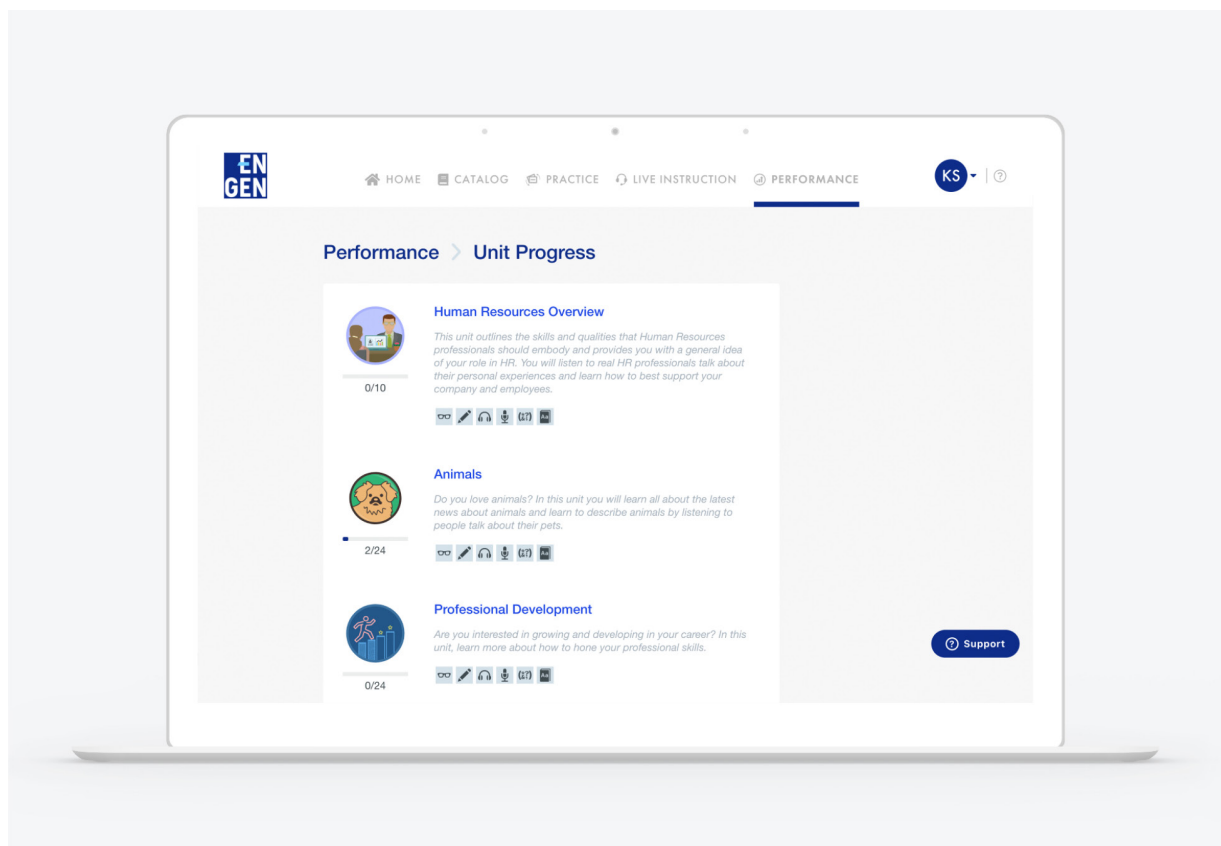 EN
GEN
HOME CATALOG PRACTICE LIVE INSTRUCTION PERFORMANCE
KS
Performance Unit Progress
Human Resources Overview
This unit outlines the skills and qualities that Human Resources
professionals should embody and provides you with a general idea
of your role in HR. You will listen to real HR professionals talk about
their personal experiences and learn how to best support your
company and employees.
0/10
Animals
Do you love animals? In this unit you will learn all about the latest
news about animals and learn to describe animals by listening to
people talk about their pets.
2/24
Aa
Professional Development
Are you interested in growing and developing in your career? In this
unit, learn more about how to hone your professional skills.
Aa
0/24
? Support